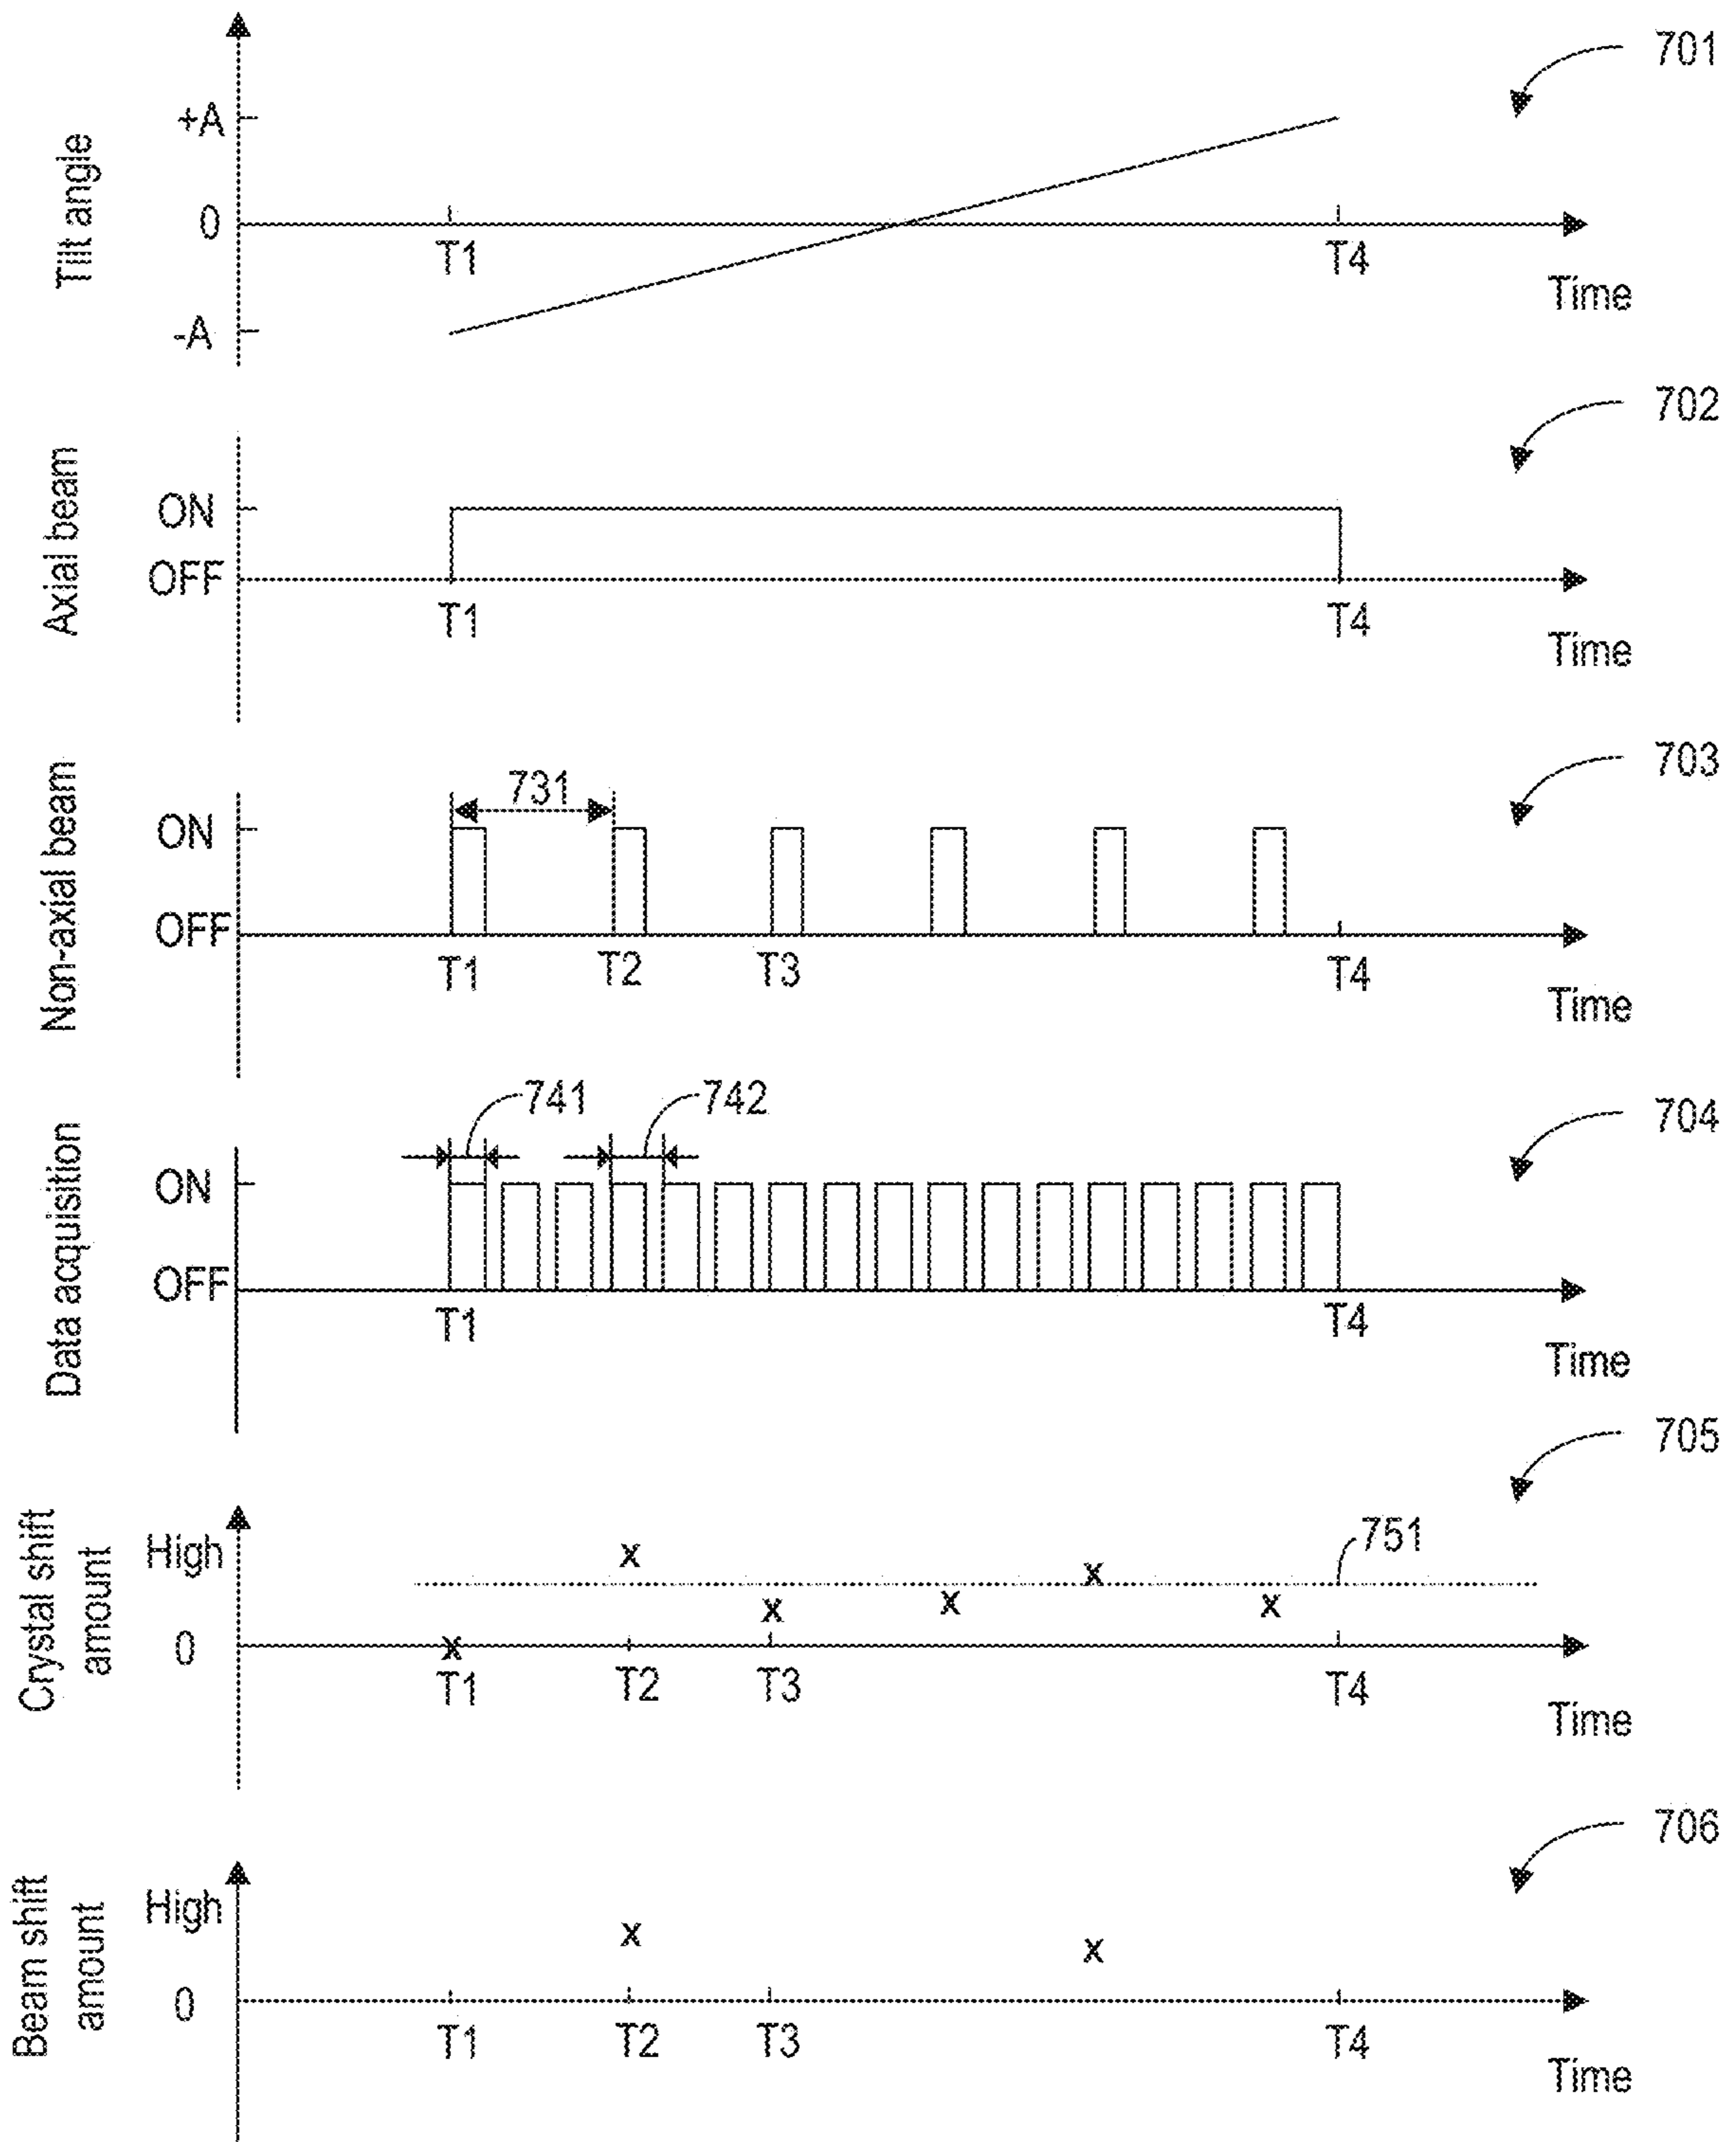 701
Tilt angle
+A
0
-A
T1
T4
Time
702
Axial beam
ON
OFF
T1
T4
Time
703
Non-axial beam
731
ON
OFF
T1
T2
T3
T4
Time
704
Data acquisition
741
742
ON
OFF
T1
T4
Time
705
Crystal shift
amount
High
751
x
x
x
x
x
0
x
T1
T2
T3
T4
Time
706
Beam shift
amount
High
x
x
0
T1
T2
T3
T4
Time